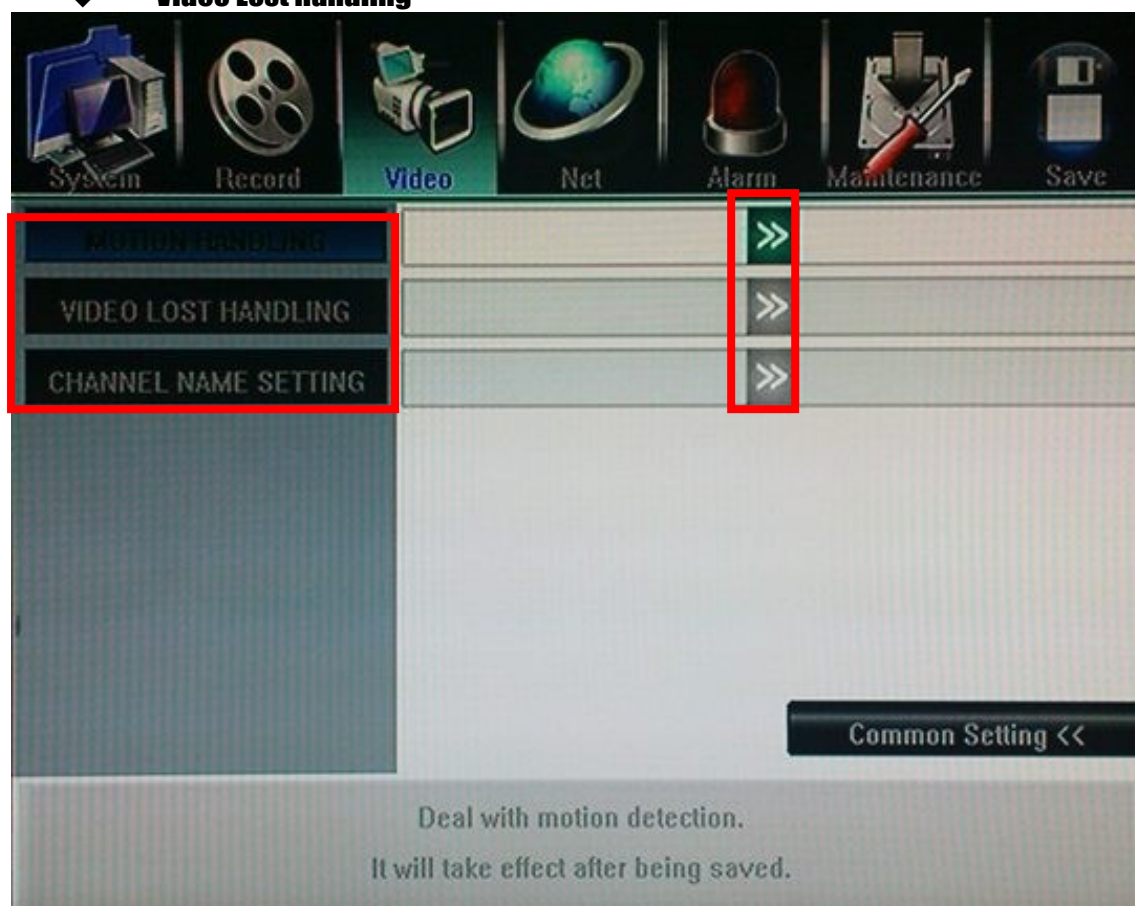 Video Lost Handling
System Record Video Net Alarm Maintenance Save
MOTION HANDLING
VIDEO LOST HANDLING
CHANNEL NAME SETTING
Common Setting <<
Deal with motion detection.
It will take effect after being saved.